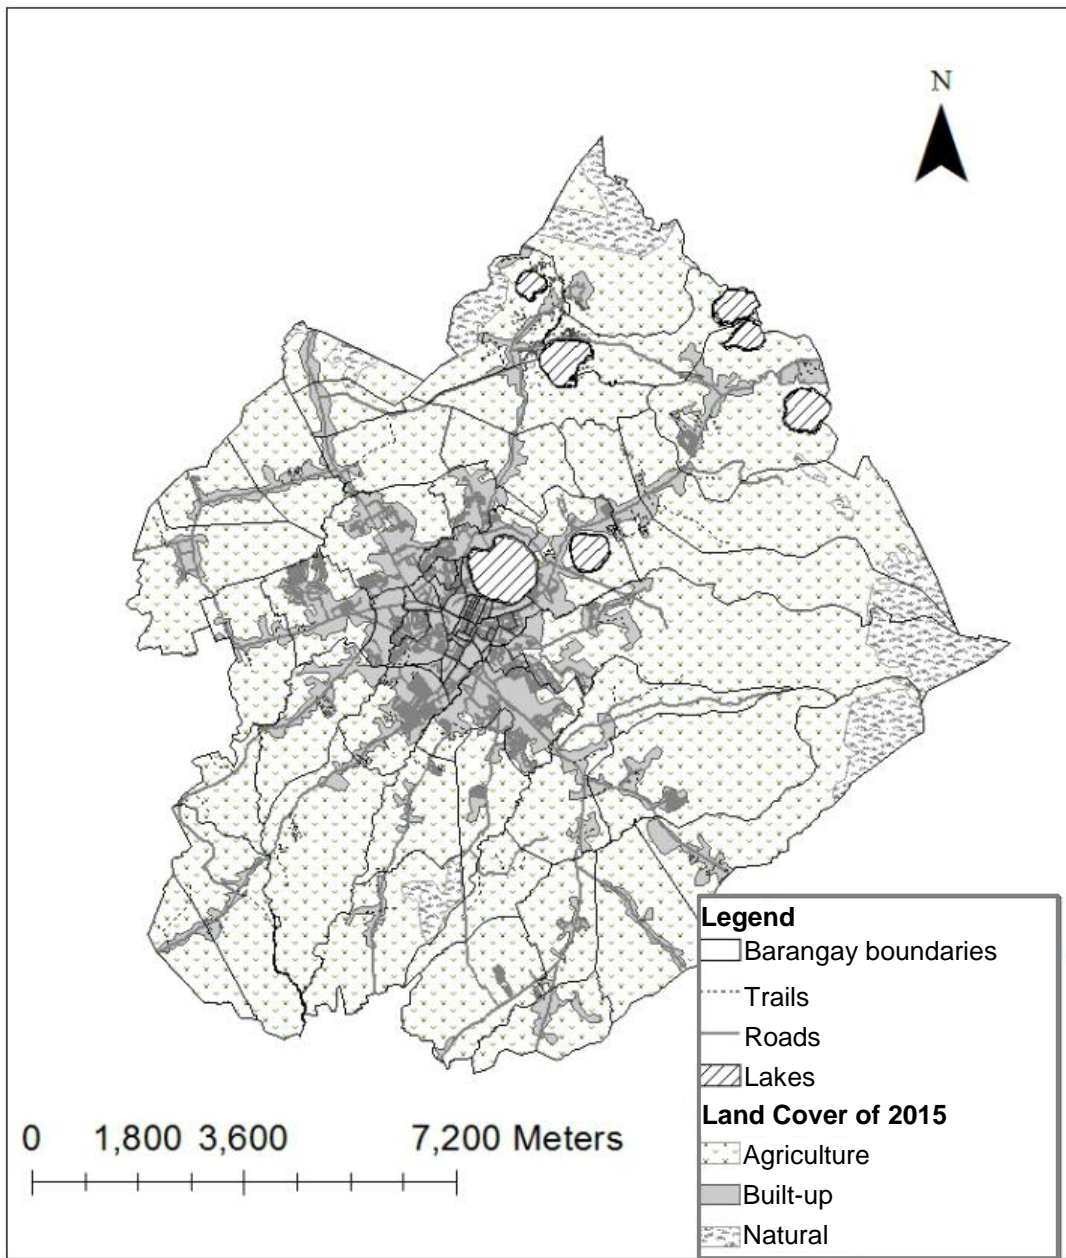 N
0 1,800 3,600 7,200 Meters
Legend
Barangay boundaries
Trails
Roads
Lakes
Land Cover of 2015
Agriculture
Built-up
Natural